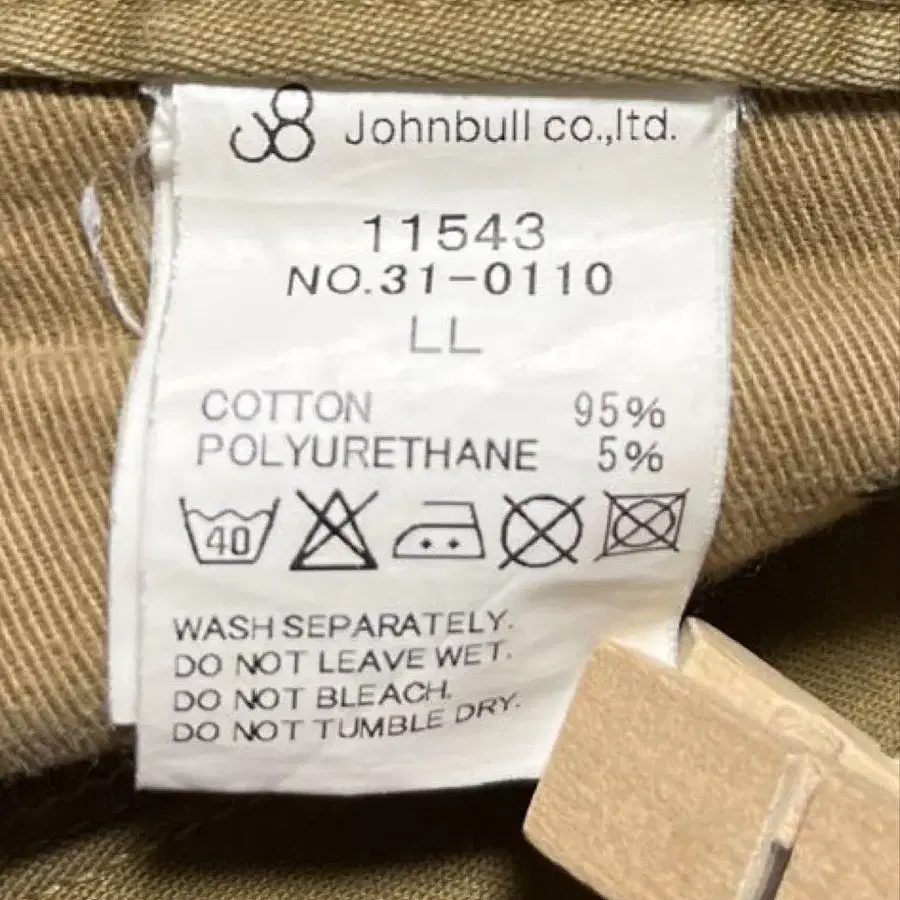 Johnbull co.,ltd.
11543
NO.31-0110
LL
COTTON 95%
POLYURETHANE 5%
40
WASH SEPARATELY.
DO NOT LEAVE WET.
DO NOT BLEACH.
DO NOT TUMBLE DRY.